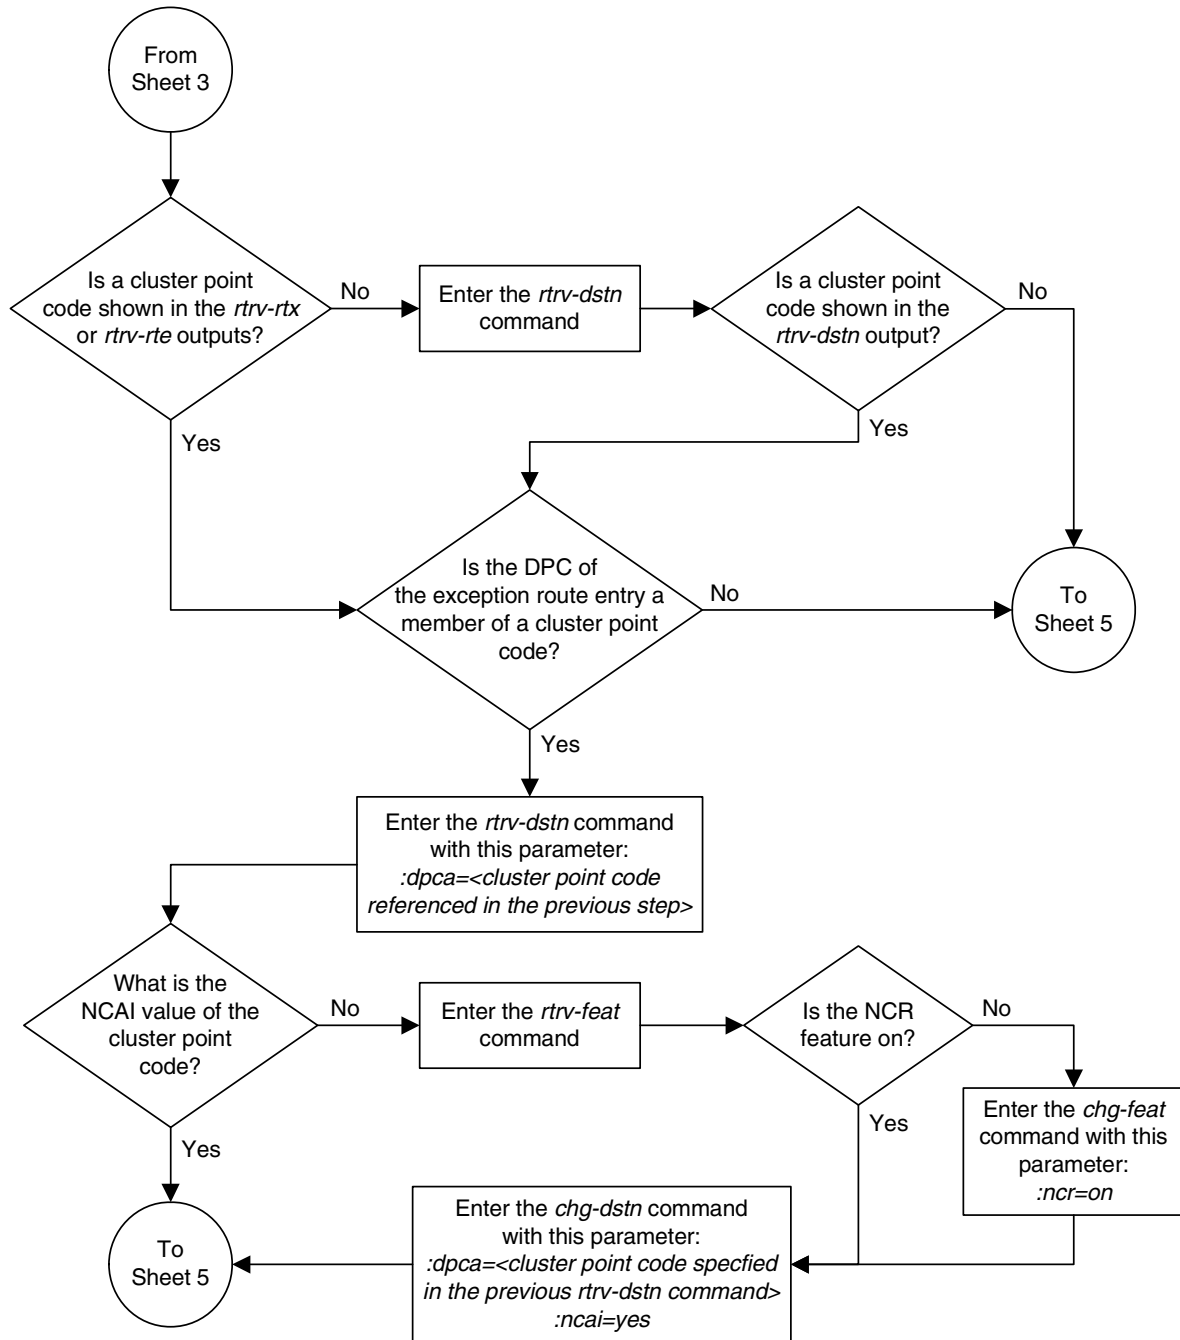 From
Sheet 3
Is a cluster point
code shown in the rtrv-rtx
or rtrv-rte outputs?
No
Enter the rtrv-dstn
command
Is a cluster point
code shown in the
rtrv-dstn output?
No
Yes
Yes
Is the DPC of
the exception route entry a
member of a cluster point
code?
No
To
Sheet 5
Yes
Enter the rtrv-dstn command
with this parameter:
:dpca=<cluster point code
referenced in the previous step>
What is the
NCAI value of the
cluster point
code?
No
Enter the rtrv-feat
command
Is the NCR
feature on?
No
Yes
Enter the chg-feat
command with this
parameter:
:ncr=on
Yes
To
Sheet 5
Enter the chg-dstn command
with this parameter:
:dpca=<cluster point code specfied
in the previous rtrv-dstn command>
:ncai=yes